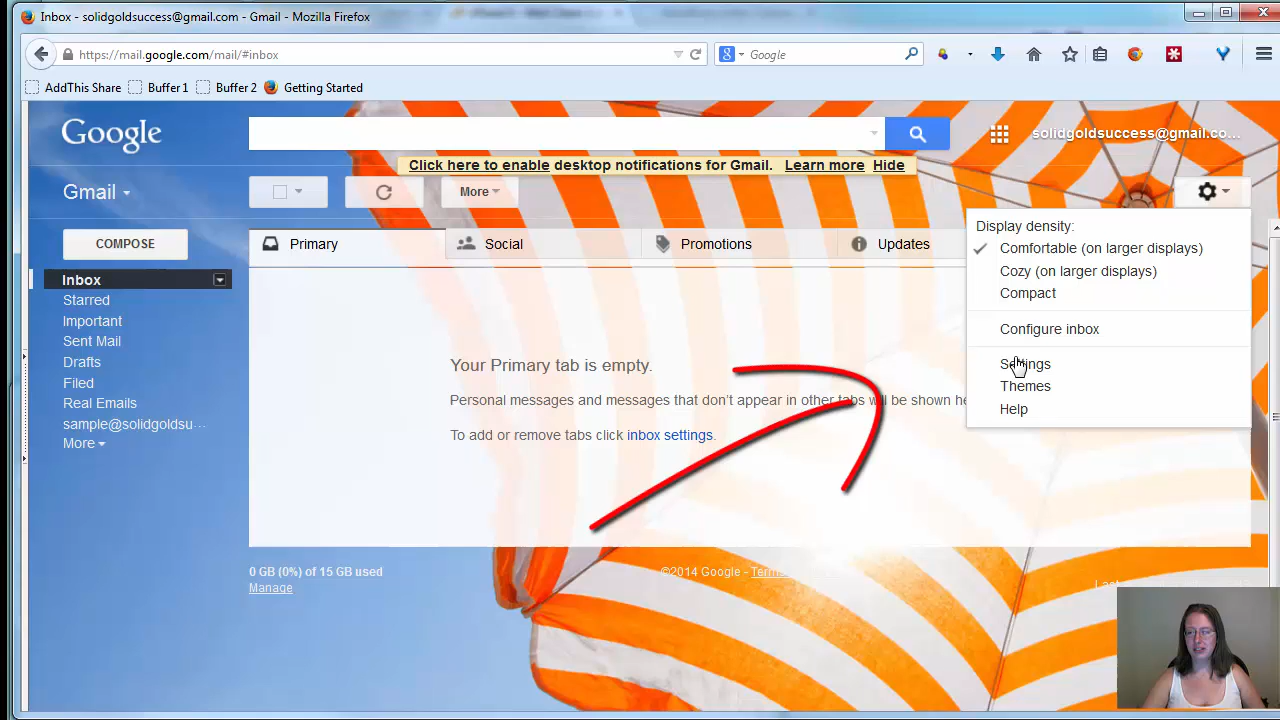 Inbox - solidgoldsuccess@gmail.com - Gmail - Mozilla Firefox
https://mail.google.com/mail/#inbox
Google
AddThis Share
Buffer 1
Buffer 2
Getting Started
Google
solidgoldsuccess@gmail.co...
Click here to enable desktop notifications for Gmail. Learn more Hide
Gmail
More
COMPOSE
Primary
Social
Promotions
Updates
Display density:
Comfortable (on larger displays)
Cozy (on larger displays)
Compact
Configure inbox
Settings
Themes
Help
Inbox
Starred
Important
Sent Mail
Drafts
Filed
Real Emails
sample@solidgoldsu...
More
Your Primary tab is empty.
Personal messages and messages that don't appear in other tabs will be shown he
To add or remove tabs click inbox settings.
0 GB (0%) of 15 GB used
Manage
©2014 Google - Terms